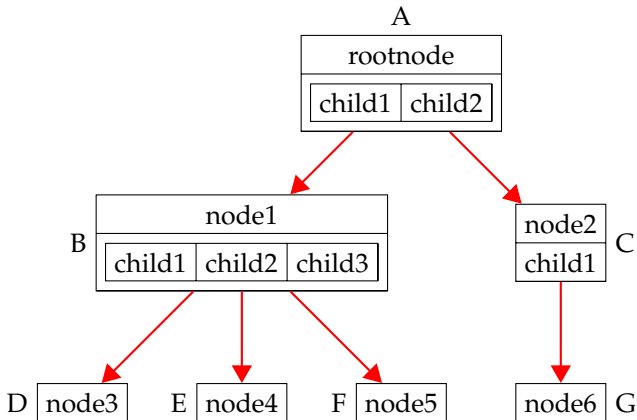 A
rootnode
child1 child2
node1
B
child1 child2 child3
node2
C
child1
D node3 E node4 F node5 node6 G